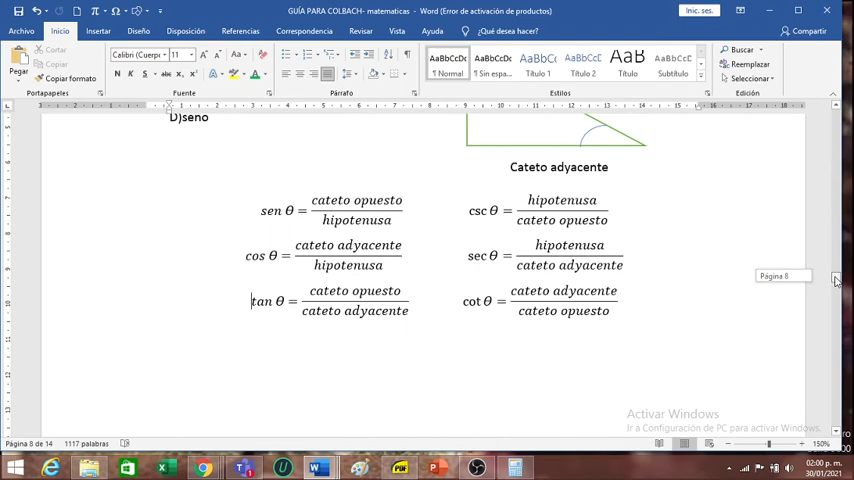 GUÍA PARA COLBACH- matematicas - Word (Error de activación de productos)
Inic. ses.
Archivo Inicio Insertar Diseño Disposición Referencias Correspondencia Revisar Vista Ayuda ¿Qué desea hacer? Compartir
Pegar
Cortar
Copiar
Copiar formato
Portapapeles
Calibri (Cuerp 11
Fuente
Párrafo
AaBbCcDc
¶ Normal
AaBbCcDc
¶ Sin espa...
AaBbCc
Título 1
AaBbCcC
Título 2
AaB
Título
AaBbCcD
Subtítulo
Estilos
Buscar
Reemplazar
Seleccionar
Edición
D)seno
Cateto adyacente
sen θ = cateto opuesto / hipotenusa
csc θ = hipotenusa / cateto opuesto
cos θ = cateto adyacente / hipotenusa
sec θ = hipotenusa / cateto adyacente
tan θ = cateto opuesto / cateto adyacente
cot θ = cateto adyacente / cateto opuesto
Página 8
Activar Windows
Ir a Configuración de PC para activar Windows.
Página 8 de 14 1117 palabras
150%
02:00 p. m.
30/01/2021